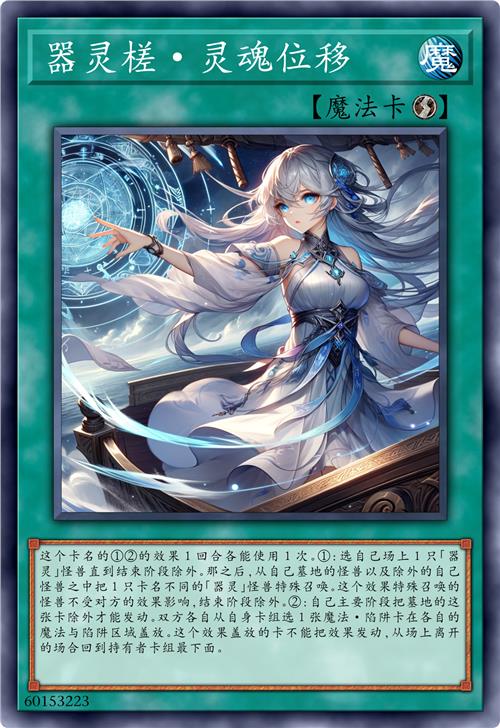 器灵槎・灵魂位移
魔
【魔法卡】
这个卡名的①②的效果1回合各能使用1次。①:选自己场上1只「器
灵」怪兽直到结束阶段除外。那之后,从自己墓地的怪兽以及除外的自己
怪兽之中把1只卡名不同的「器灵」怪兽特殊召唤。这个效果特殊召唤的
怪兽不受对方的效果影响,结束阶段除外。②:自己主要阶段把墓地的这
张卡除外才能发动。双方各自从自身卡组选1张魔法・陷阱卡在各自的
魔法与陷阱区域盖放。这个效果盖放的卡不能把效果发动,从场上离开
的场合回到持有者卡组最下面。
60153223